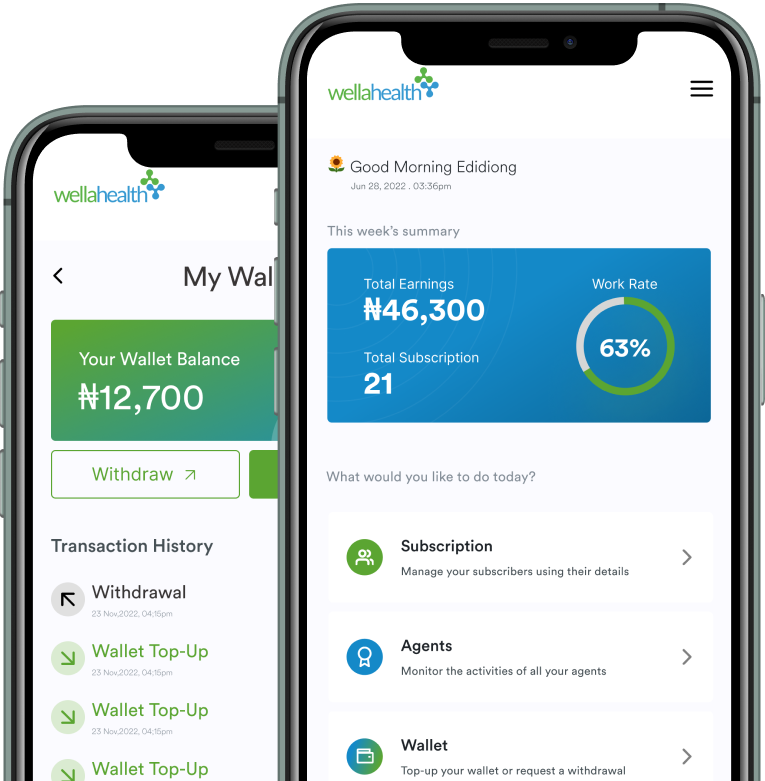 wellahealth
My Wal
Your Wallet Balance
₦12,700
Withdraw
Transaction History
Withdrawal
23 Nov,2022, 04:15pm
Wallet Top-Up
23 Nov,2022, 04:15pm
Wallet Top-Up
23 Nov,2022, 04:15pm
Wallet Top-Up
wellahealth
Good Morning Edidiong
Jun 28, 2022 . 03:36pm
This week's summary
Total Earnings
₦46,300
Total Subscription
21
Work Rate
63%
What would you like to do today?
Subscription
Manage your subscribers using their details
Agents
Monitor the activities of all your agents
Wallet
Top-up your wallet or request a withdrawal